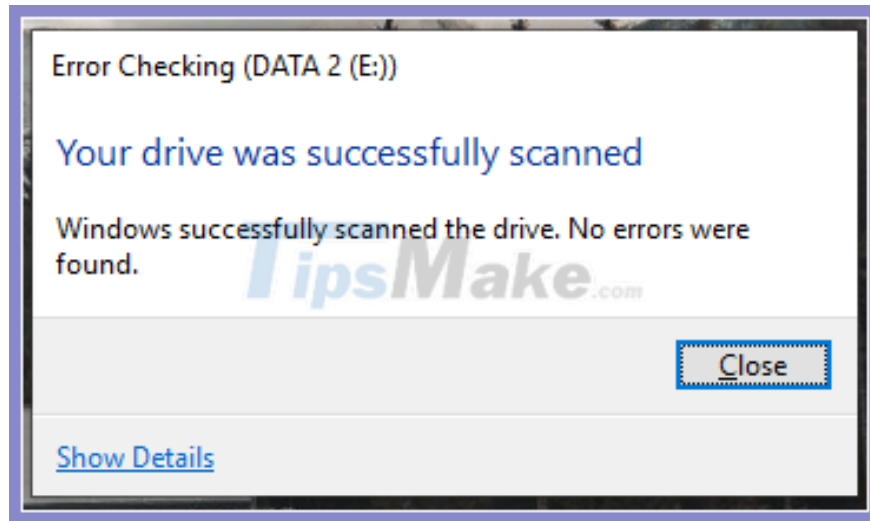 Error Checking (DATA 2 (E:))
Your drive was successfully scanned
Windows successfully scanned the drive. No errors were
found.
TipsMake.com
Close
Show Details